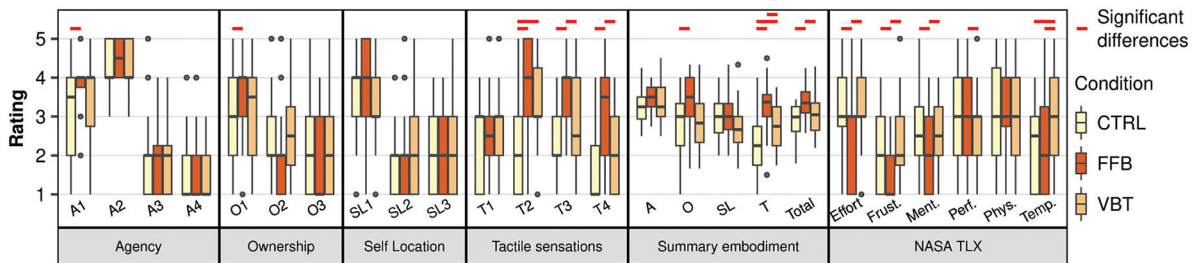 Rating
5
4
3
2
1
A1 A2 A3 A4 O1 O2 O3 SL1 SL2 SL3 T1 T2 T3 T4 A O SL T Total Effort Frust. Ment. Perf. Phys. Temp.
Agency Ownership Self Location Tactile sensations Summary embodiment NASA TLX
Significant
differences
Condition
CTRL
FFB
VBT